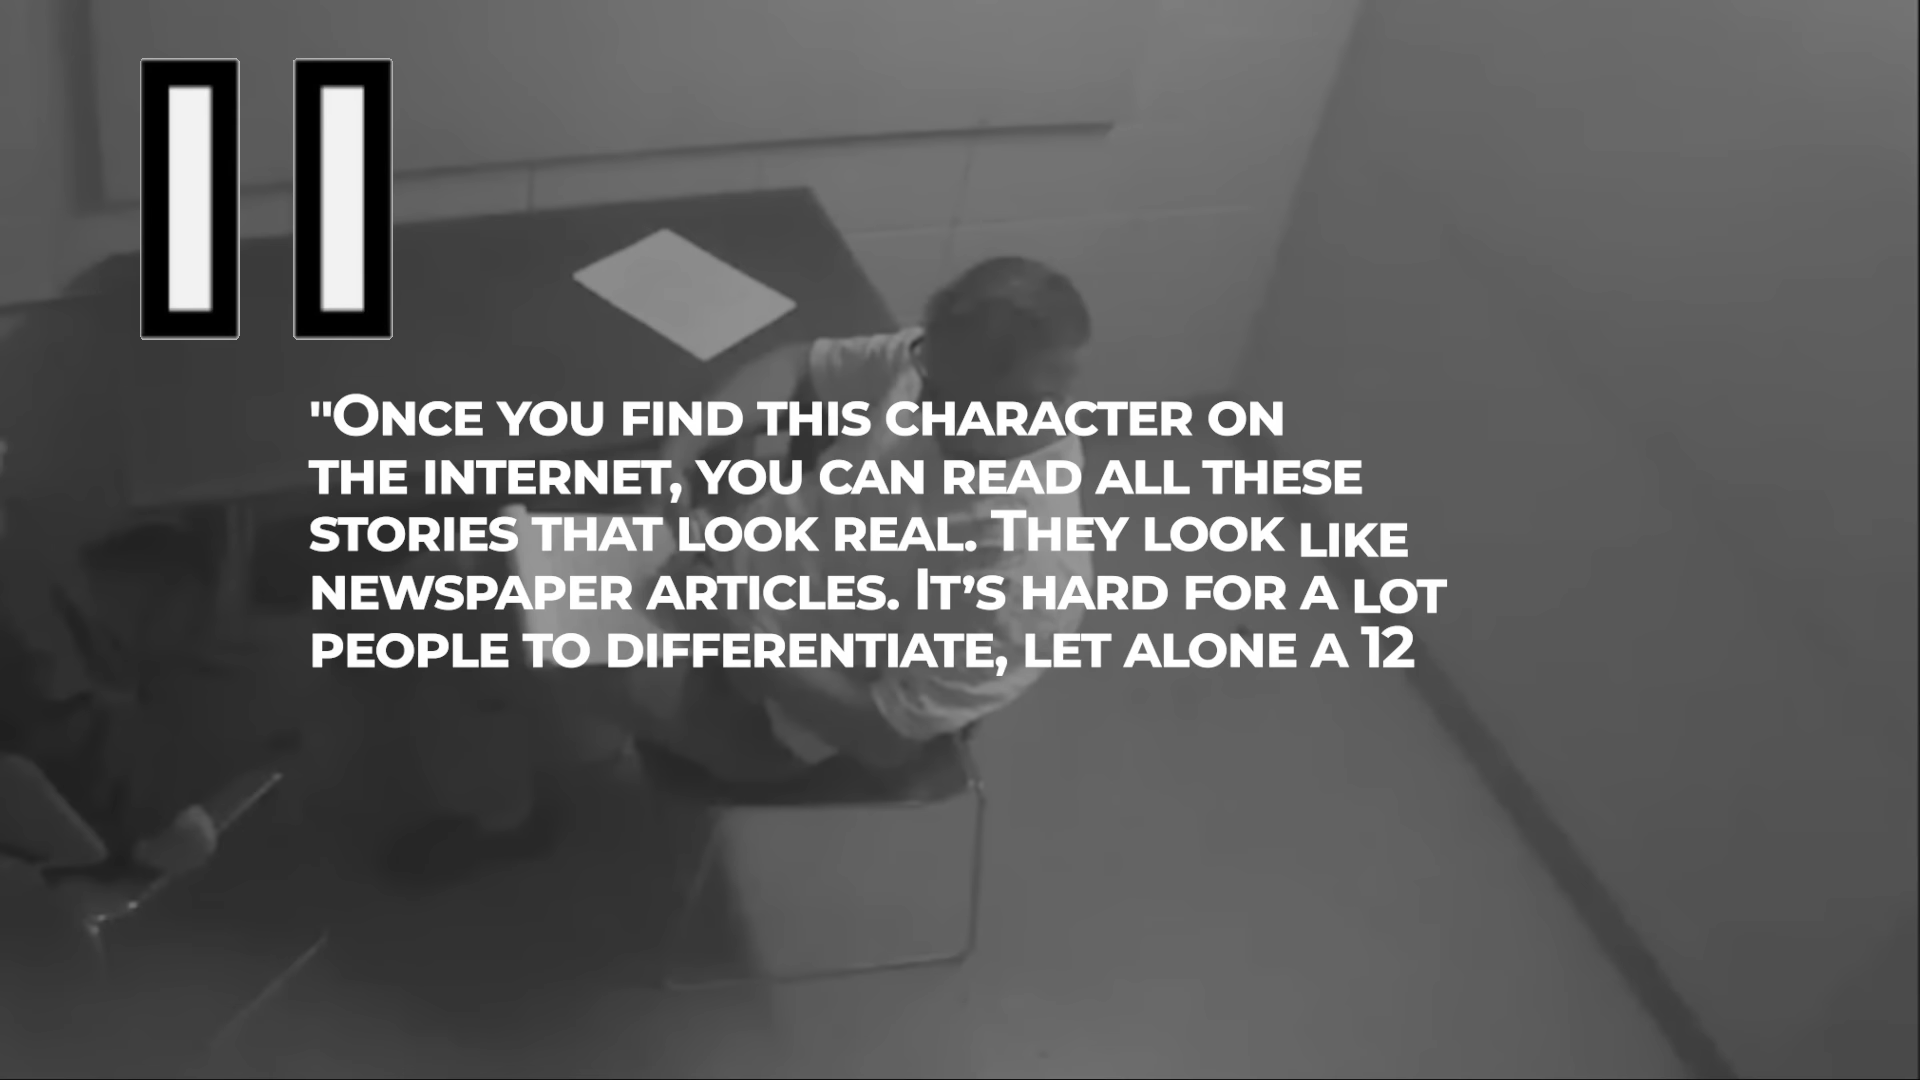 "Once you find this character on
the internet, you can read all these
stories that look real. They look like
newspaper articles. It’s hard for a lot
people to differentiate, let alone a 12